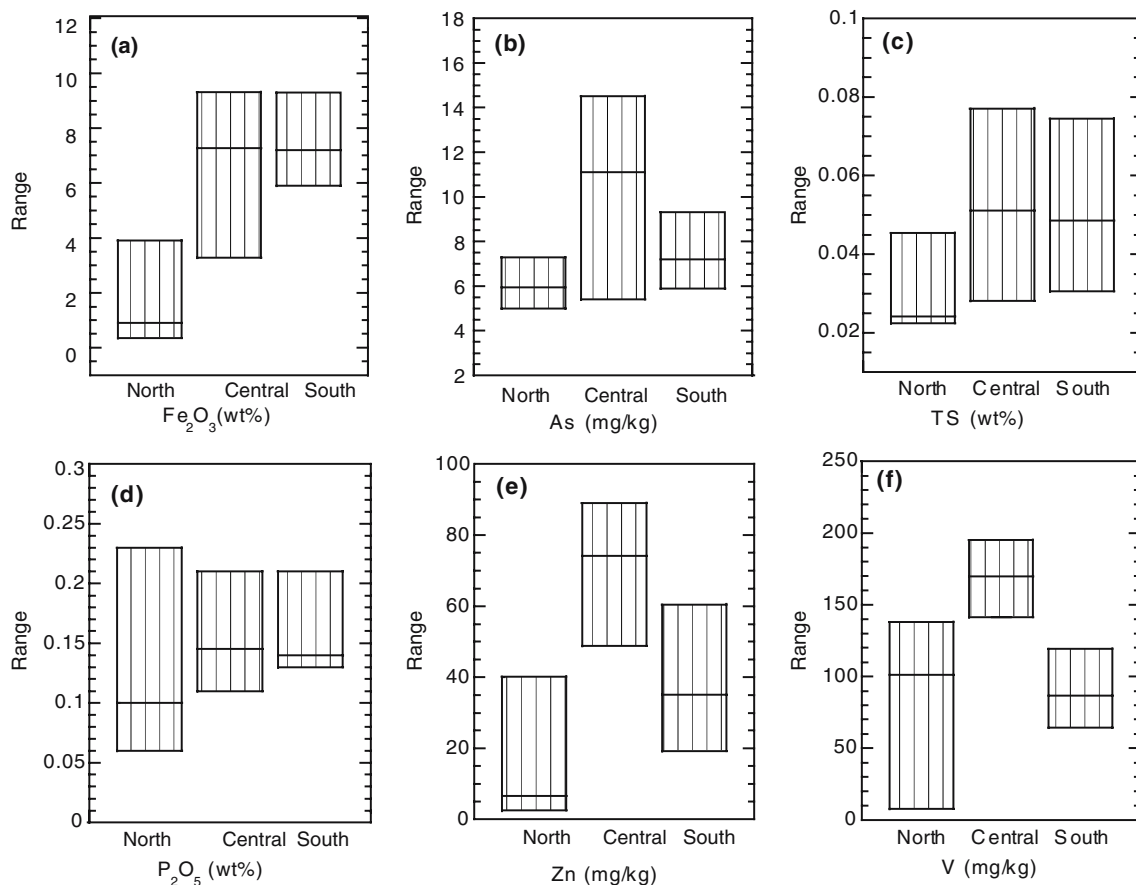 (a)
12
10
8
6
4
2
0
Range
North Central South
Fe2O3(wt%)
(b)
18
16
14
12
10
8
6
4
2
Range
North Central South
As (mg/kg)
(c)
0.1
0.08
0.06
0.04
0.02
Range
North Central South
TS (wt%)
(d)
0.3
0.25
0.2
0.15
0.1
0.05
0
Range
North Central South
P2O5 (wt%)
(e)
100
80
60
40
20
0
Range
North Central South
Zn (mg/kg)
(f)
250
200
150
100
50
0
Range
North Central South
V (mg/kg)